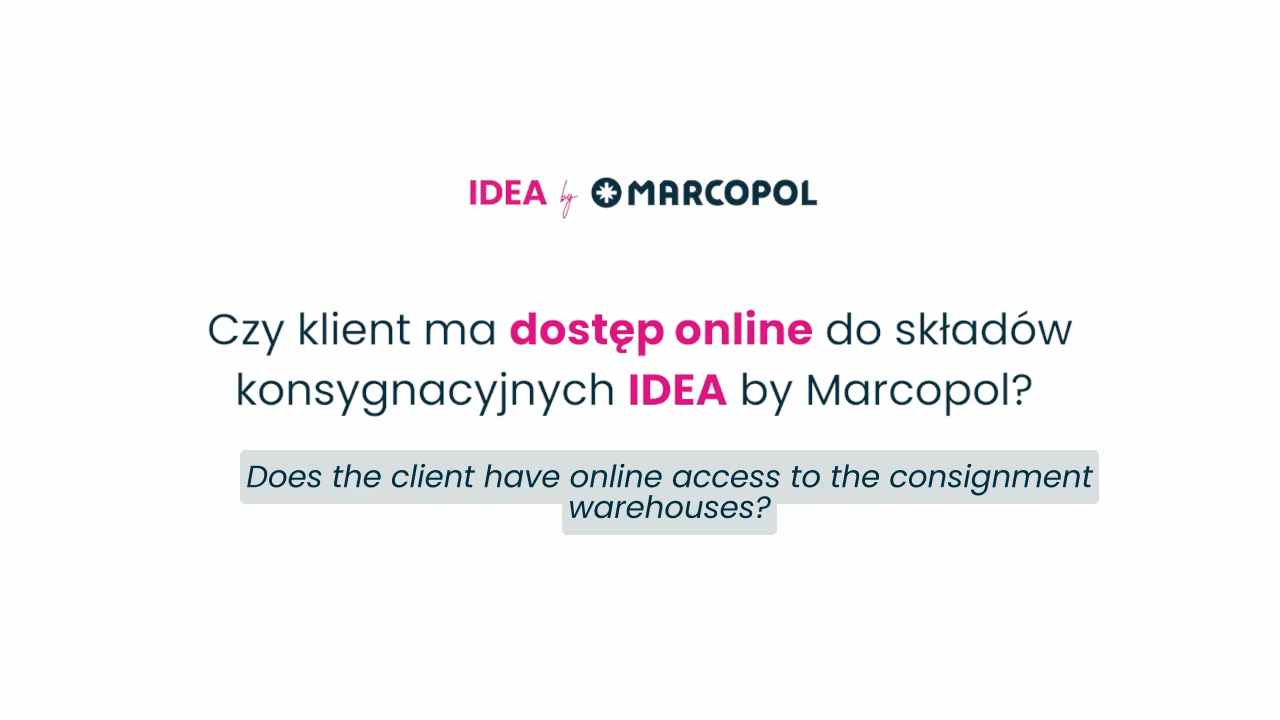 IDEA by MARCOPOL
Czy klient ma dostęp online do składów
konsygnacyjnych IDEA by Marcopol?
Does the client have online access to the consignment
warehouses?